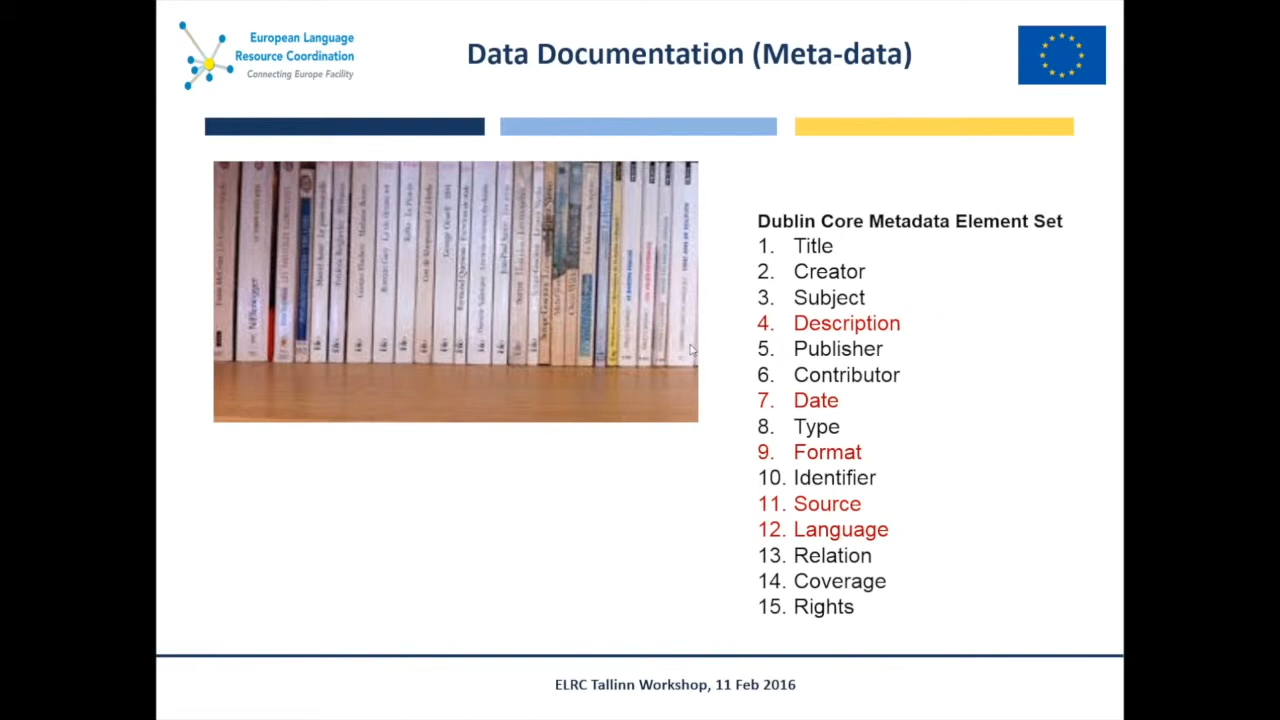 European Language
Resource Coordination
Connecting Europe Facility
Data Documentation (Meta-data)
Dublin Core Metadata Element Set
1. Title
2. Creator
3. Subject
4. Description
5. Publisher
6. Contributor
7. Date
8. Type
9. Format
10. Identifier
11. Source
12. Language
13. Relation
14. Coverage
15. Rights
ELRC Tallinn Workshop, 11 Feb 2016